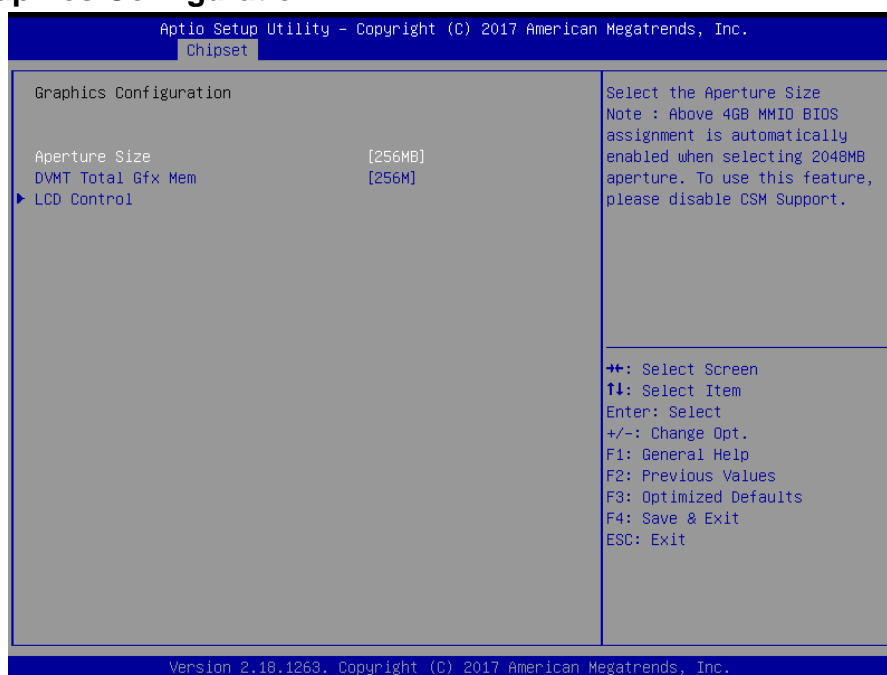 Aptio Setup Utility – Copyright (C) 2017 American Megatrends, Inc.
Chipset
Graphics Configuration
Aperture Size [256MB]
DVMT Total Gfx Mem [256M]
▶ LCD Control
Select the Aperture Size
Note : Above 4GB MMIO BIOS
assignment is automatically
enabled when selecting 2048MB
aperture. To use this feature,
please disable CSM Support.
→←: Select Screen
↑↓: Select Item
Enter: Select
+/-: Change Opt.
F1: General Help
F2: Previous Values
F3: Optimized Defaults
F4: Save & Exit
ESC: Exit
Version 2.18.1263. Copyright (C) 2017 American Megatrends, Inc.